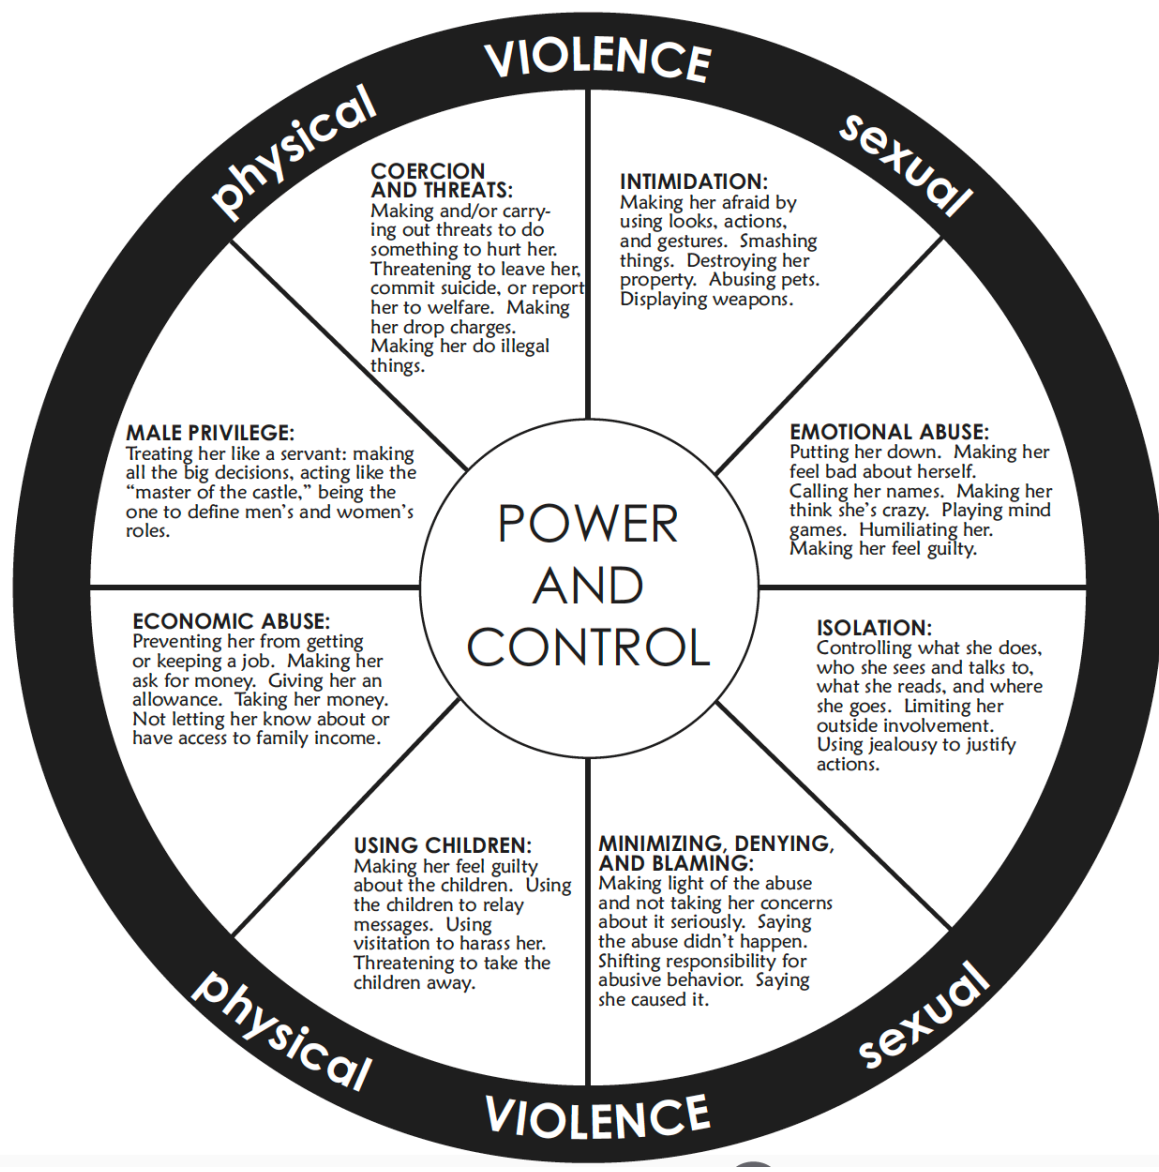 VIOLENCE
physical
sexual
COERCION
AND THREATS:
Making and/or carry-
ing out threats to do
something to hurt her.
Threatening to leave her,
commit suicide, or report
her to welfare.  Making
her drop charges.
Making her do illegal
things.
INTIMIDATION:
Making her afraid by
using looks, actions,
and gestures.  Smashing
things.  Destroying her
property.  Abusing pets.
Displaying weapons.
MALE PRIVILEGE:
Treating her like a servant: making
all the big decisions, acting like the
“master of the castle,” being the
one to define men’s and women’s
roles.
EMOTIONAL ABUSE:
Putting her down.  Making her
feel bad about herself.
Calling her names.  Making her
think she’s crazy.  Playing mind
games.  Humiliating her.
Making her feel guilty.
POWER
AND
CONTROL
ECONOMIC ABUSE:
Preventing her from getting
or keeping a job.  Making her
ask for money.  Giving her an
allowance.  Taking her money.
Not letting her know about or
have access to family income.
ISOLATION:
Controlling what she does,
who she sees and talks to,
what she reads, and where
she goes.  Limiting her
outside involvement.
Using jealousy to justify
actions.
USING CHILDREN:
Making her feel guilty
about the children.  Using
the children to relay
messages.  Using
visitation to harass her.
Threatening to take the
children away.
MINIMIZING, DENYING,
AND BLAMING:
Making light of the abuse
and not taking her concerns
about it seriously.  Saying
the abuse didn’t happen.
Shifting responsibility for
abusive behavior.  Saying
she caused it.
physical
sexual
VIOLENCE